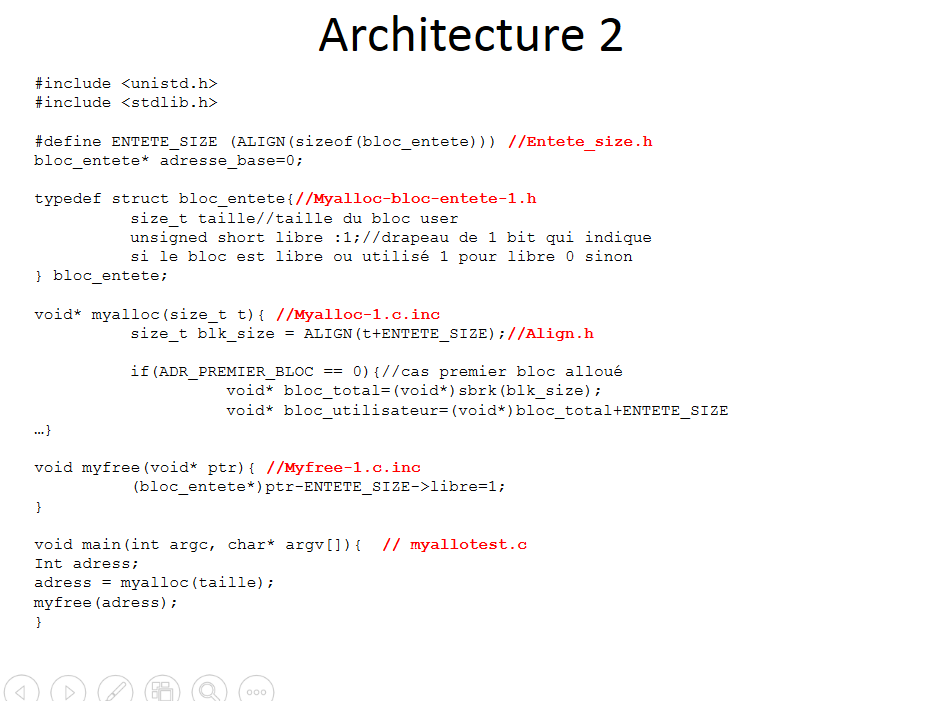 Architecture 2
#include <unistd.h>
#include <stdlib.h>
#define ENTETE_SIZE (ALIGN(sizeof(bloc_entete))) //Entete_size.h
bloc_entete* adresse_base=0;
typedef struct bloc_entete{//Myalloc-bloc-entete-1.h
size_t taille//taille du bloc user
unsigned short libre :1;//drapeau de 1 bit qui indique
si le bloc est libre ou utilisé 1 pour libre 0 sinon
} bloc_entete;
void* myalloc(size_t t){ //Myalloc-1.c.inc
size_t blk_size = ALIGN(t+ENTETE_SIZE);//Align.h
if(ADR_PREMIER_BLOC == 0){//cas premier bloc alloué
void* bloc_total=(void*)sbrk(blk_size);
void* bloc_utilisateur=(void*)bloc_total+ENTETE_SIZE
…}
void myfree(void* ptr){ //Myfree-1.c.inc
(bloc_entete*)ptr-ENTETE_SIZE->libre=1;
}
void main(int argc, char* argv[]){ // myallotest.c
Int adress;
adress = myalloc(taille);
myfree(adress);
}